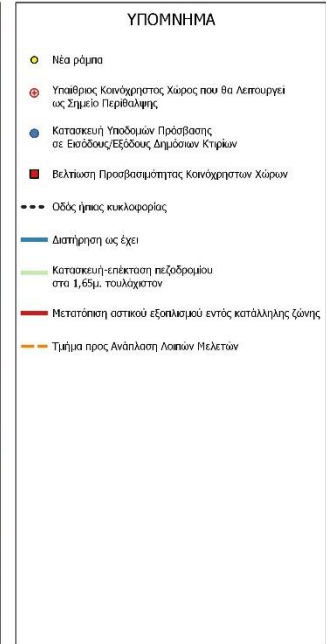 ΥΠΟΜΝΗΜΑ
Νέα ράμπα
Υπαίθριος Κοινόχρηστος Χώρος που θα Λειτουργεί
ως Σημείο Περίθαλψης
Κατασκευή Υποδομών Πρόσβασης
σε Εισόδους/Εξόδους Δημόσιων Κτιρίων
Βελτίωση Προσβασιμότητας Κοινόχρηστων Χώρων
Οδός ήπιας κυκλοφορίας
Διατήρηση ως έχει
Κατασκευή-επέκταση πεζοδρομίου
στα 1,65μ. τουλάχιστον
Μετατόπιση αστικού εξοπλισμού εντός κατάλληλης ζώνης
Τμήμα προς Ανάπλαση Λοιπών Μελετών